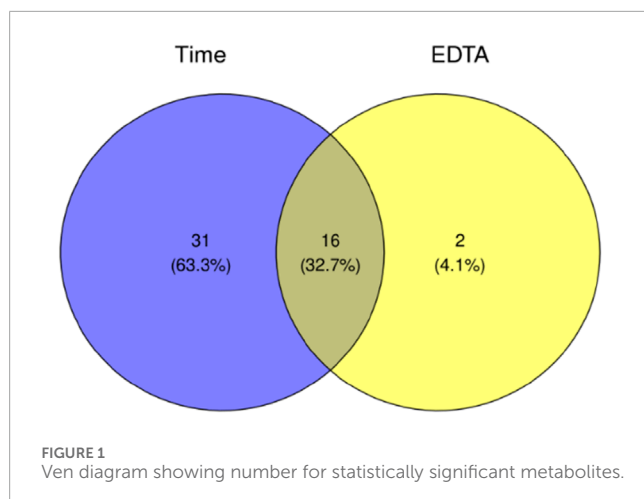 Time EDTA
31 16 2
(63.3%) (32.7%) (4.1%)
FIGURE 1
Ven diagram showing number for statistically significant metabolites.